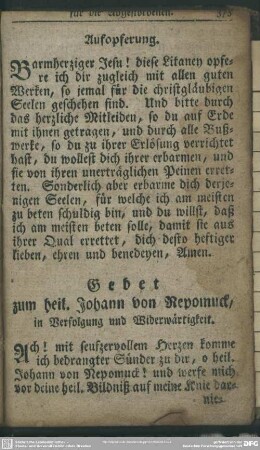 für die Abgestorbenen.
Aufopferung.
Barmherziger Jesu! diese Litaney opfe-
re ich dir zugleich mit allen guten
Werken, so jemal für die christgläubigen
Seelen geschehen sind. Und bitte durch
das herzliche Mitleiden, so du auf Erde
mit ihnen getragen, und durch alle Buß-
werke, so du zu ihrer Erlösung verrichtet
hast, du wollest dich ihrer erbarmen, und
sie von ihren unerträglichen Peinen erret-
ten. Sonderlich aber erbarme dich derje-
nigen Seelen, für welche ich am meisten
zu beten schuldig bin, und du willst, daß
ich am meisten beten solle, damit sie aus
ihrer Qual errettet, dich desto heftiger
lieben, ehren und benedeyen, Amen.
Gebet
zum heil. Johann von Nepomuck,
in Verfolgung und Widerwärtigkeit.
Ach! mit seufzervollem Herzen komme
ich bedrangter Sünder zu dir, o heil.
Johann von Nepomuck! und werfe mich
vor deine heil. Bildniß auf meine Knie dar-
nie-